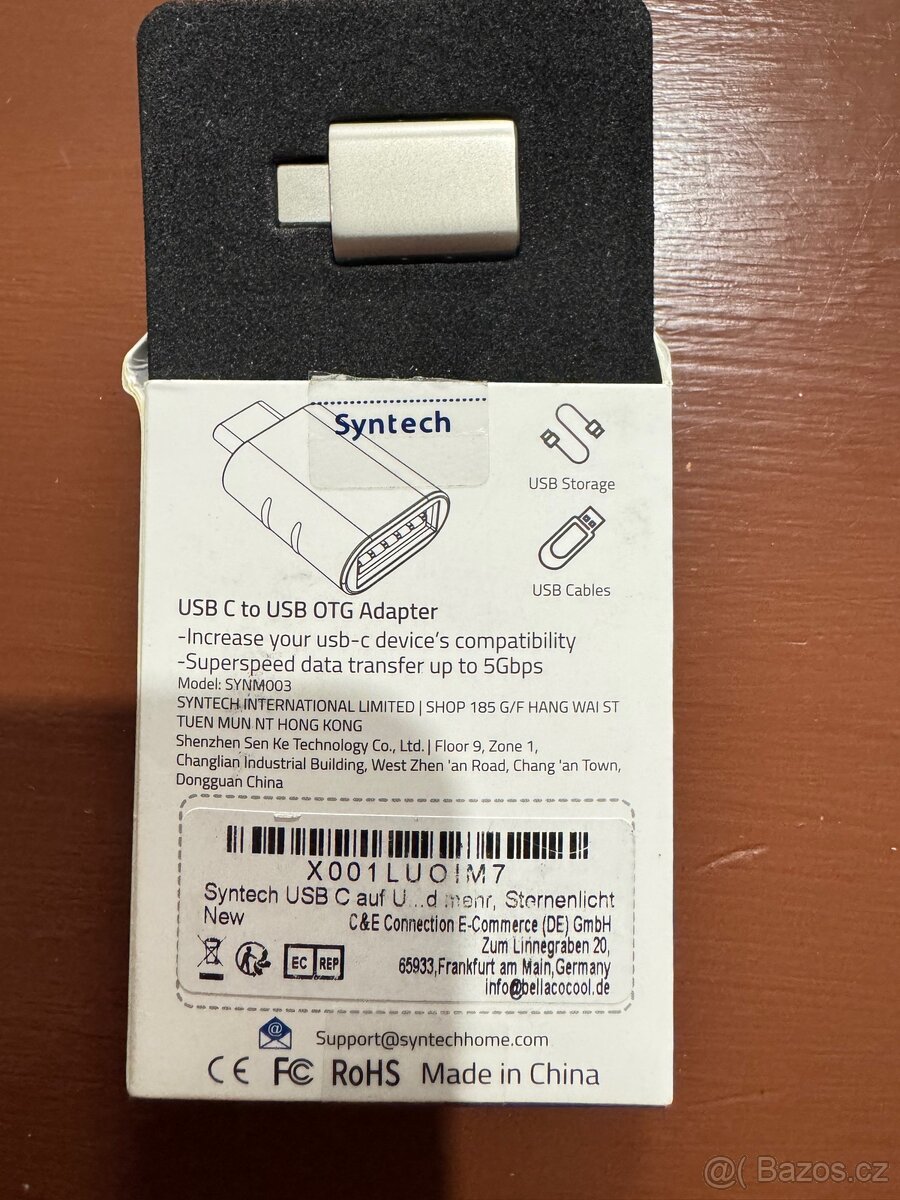 Syntech
USB Storage
USB Cables
USB C to USB OTG Adapter
-Increase your usb-c device's compatibility
-Superspeed data transfer up to 5Gbps
Model: SYNM003
SYNTECH INTERNATIONAL LIMITED | SHOP 185 G/F HANG WAI ST
TUEN MUN NT HONG KONG
Shenzhen Sen Ke Technology Co., Ltd. | Floor 9, Zone 1,
Changlian Industrial Building, West Zhen 'an Road, Chang 'an Town,
Dongguan China
X001LUOIM7
Syntech USB C auf U...d mehr, Sternenlicht
New
C&E Connection E-Commerce (DE) GmbH
Zum Linnegraben 20,
65933,Frankfurt am Main,Germany
info@bellacocool.de
EC REP
Support@syntechhome.com
CE FC RoHS Made in China
@( Bazos.cz